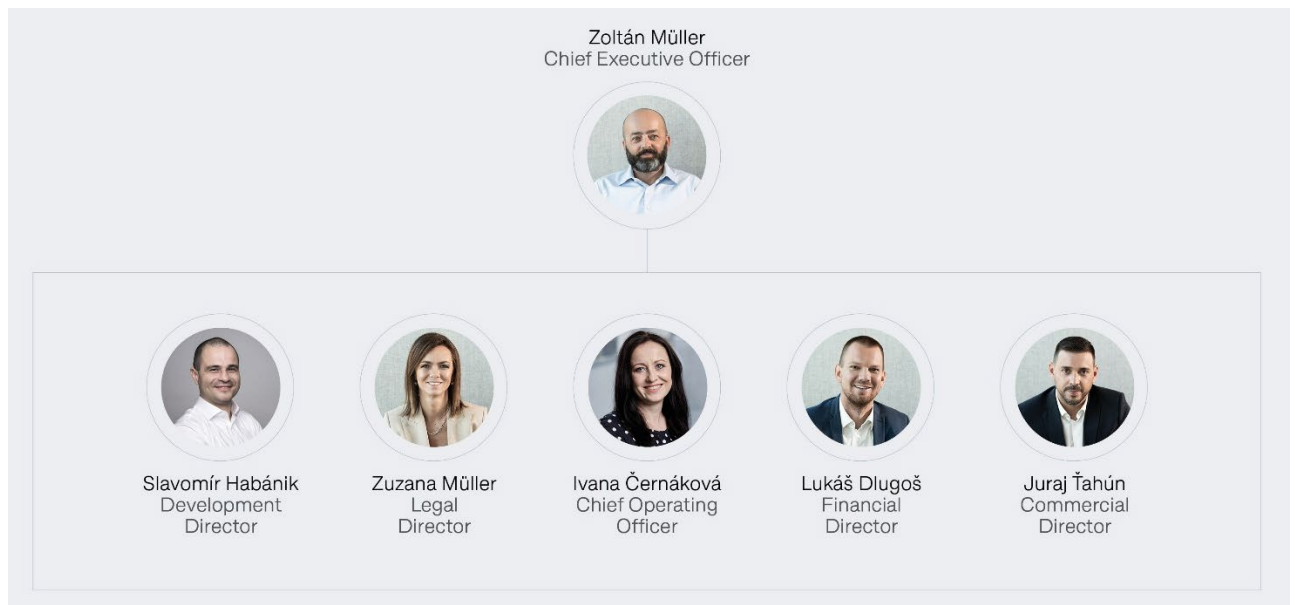 Zoltán Müller
Chief Executive Officer
Slavomír Habánik
Development
Director
Zuzana Müller
Legal
Director
Ivana Černáková
Chief Operating
Officer
Lukáš Dlugoš
Financial
Director
Juraj Ťahún
Commercial
Director